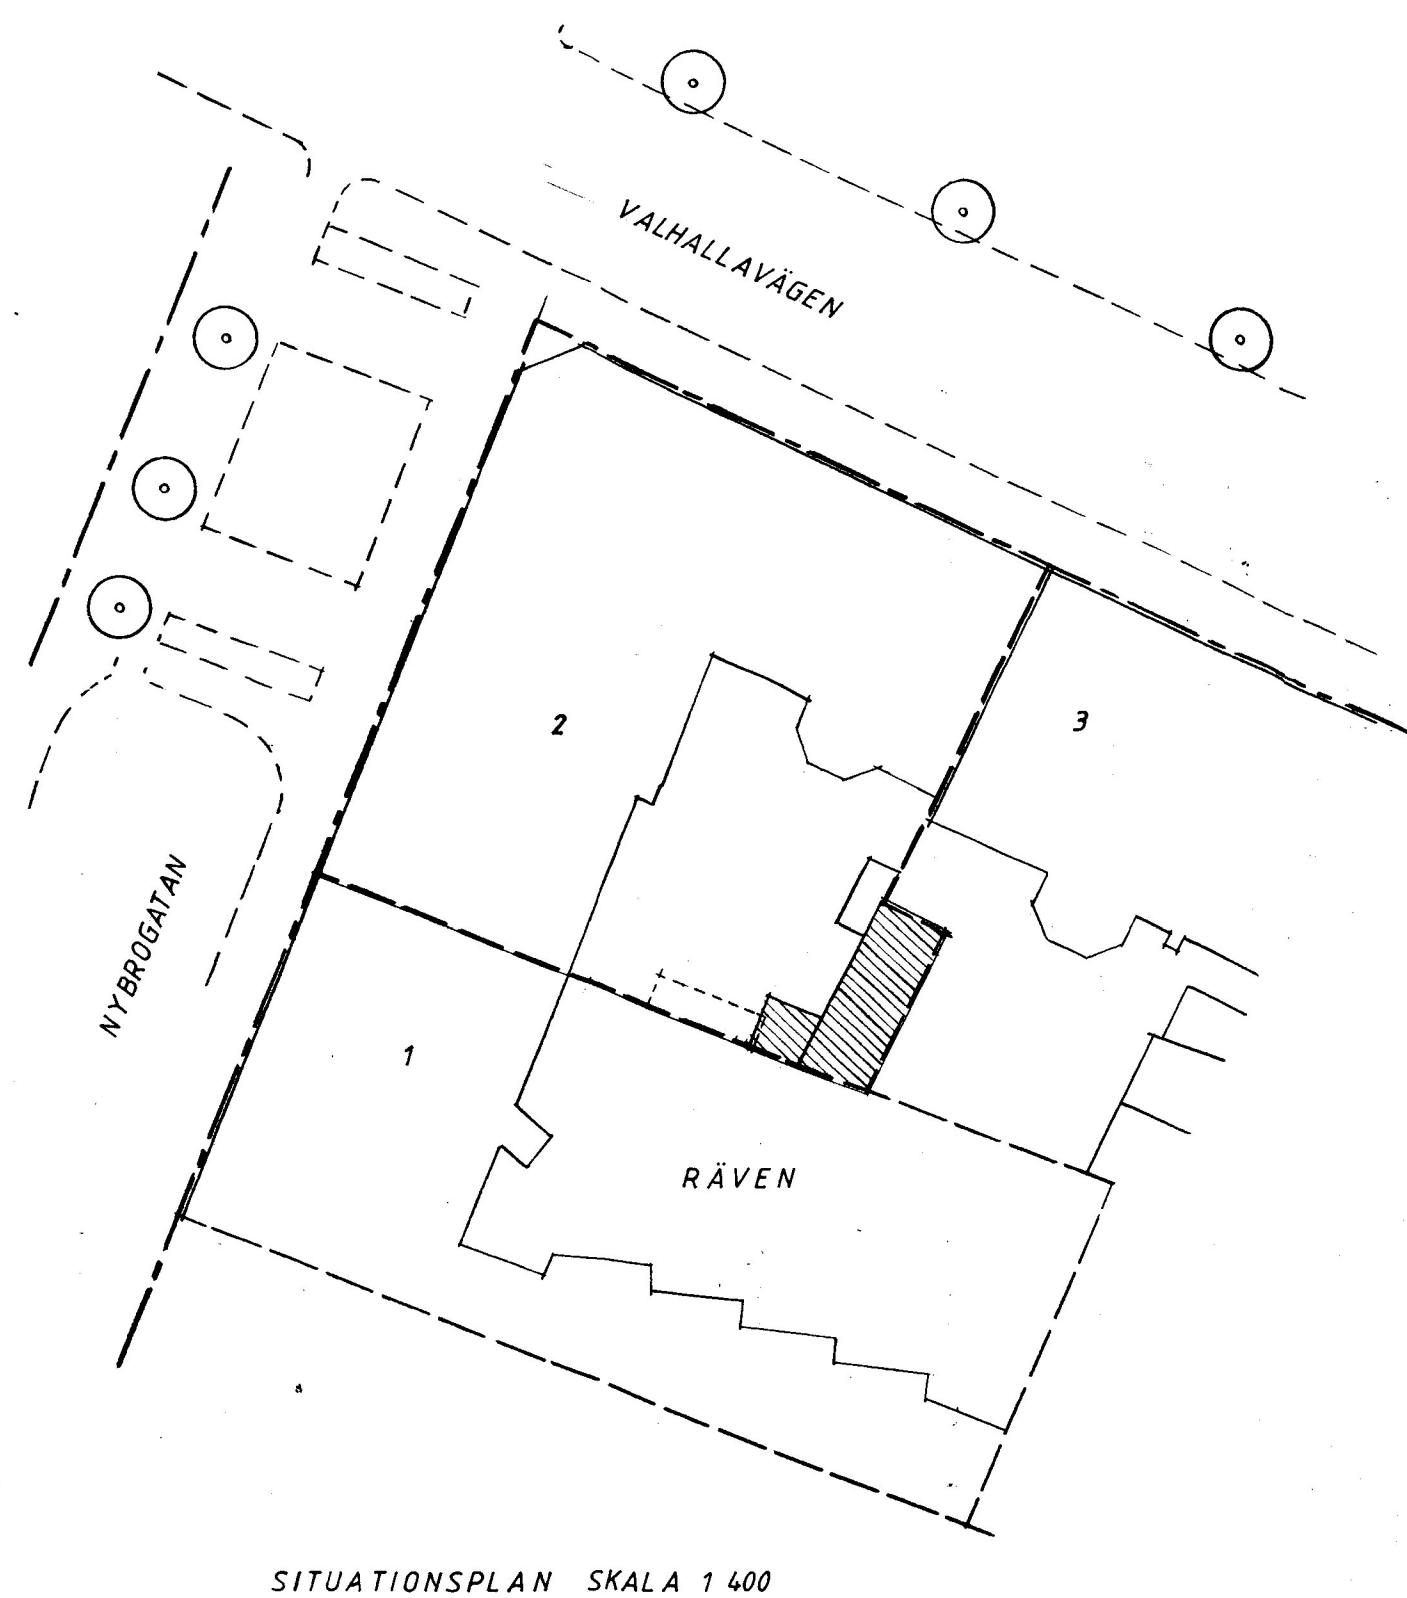 VALHALLAVÄGEN
2
3
NYBROGATAN
1
RÄVEN
SITUATIONSPLAN SKALA 1 400